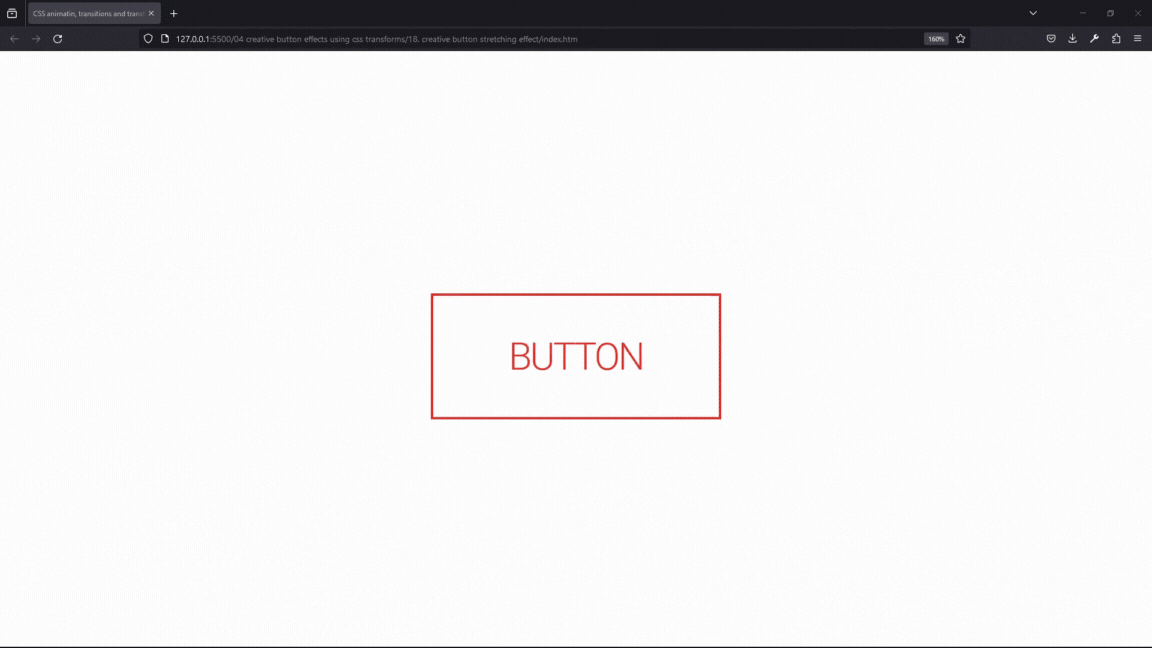 CSS animatin, transitions and trans
127.0.0.1:5500/04 creative button effects using css transforms/18. creative button stretching effect/index.htm
160%
BUTTON